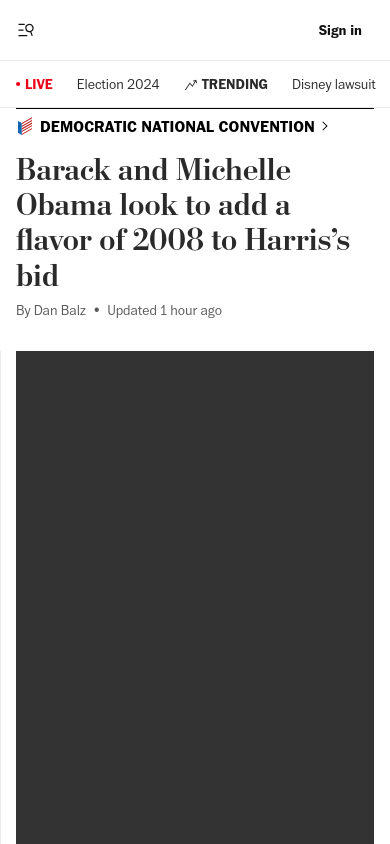 Sign in
• LIVE Election 2024 TRENDING Disney lawsuit
DEMOCRATIC NATIONAL CONVENTION
Barack and Michelle
Obama look to add a
flavor of 2008 to Harris’s
bid
By Dan Balz • Updated 1 hour ago